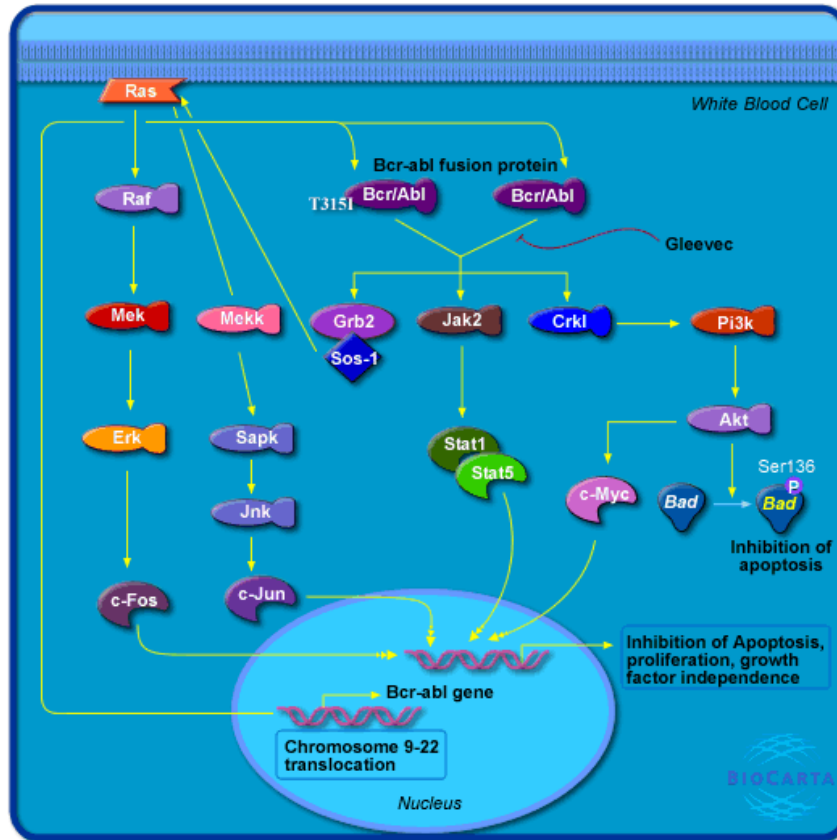 Ras
White Blood Cell
Bcr-abl fusion protein
Raf
T315I
Bcr/Abl
Bcr/Abl
Gleevec
Mek
Mekk
Grb2
Jak2
Crkl
Pi3k
Sos-1
Erk
Sapk
Stat1
Akt
Stat5
Ser136
c-Myc
Bad
P
Bad
Jnk
Inhibition of
apoptosis
c-Fos
c-Jun
Inhibition of Apoptosis,
proliferation, growth
factor independence
Bcr-abl gene
Chromosome 9-22
translocation
Nucleus
BIOCARTA